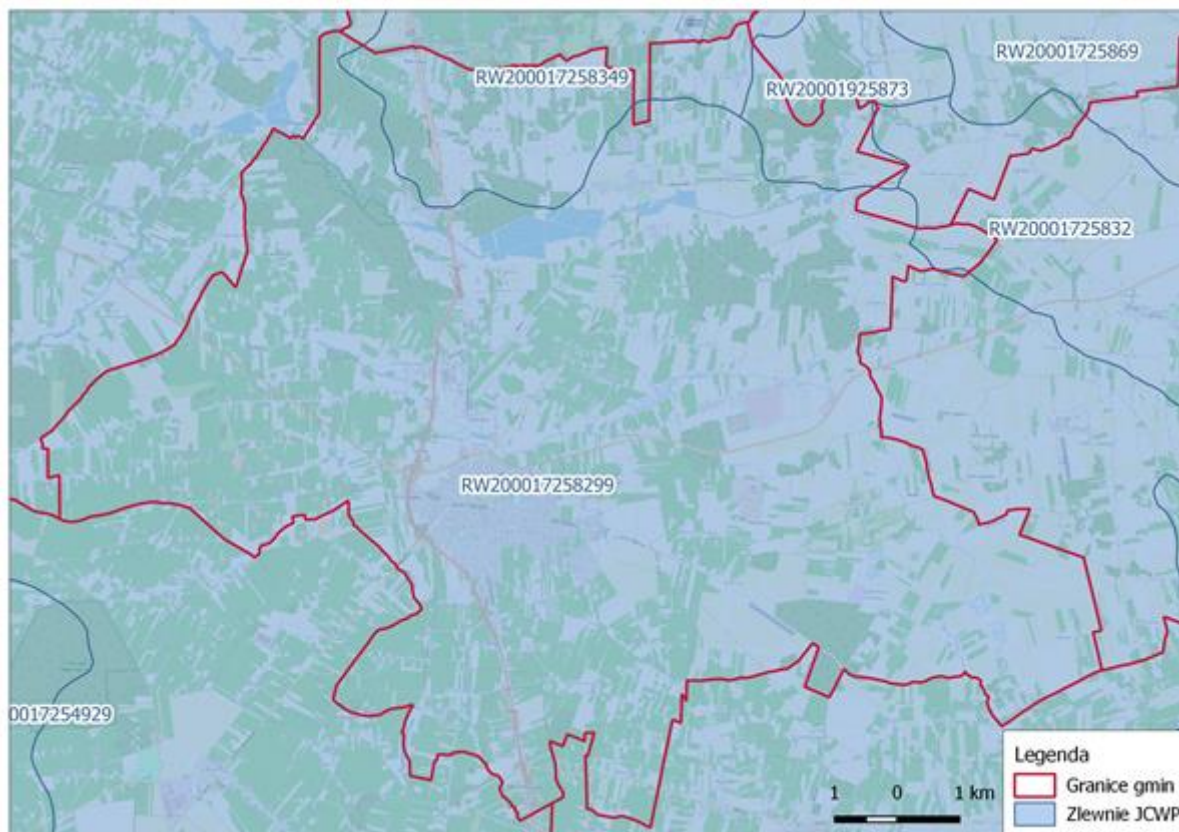 RW200017258349
RW20001725869
RW20001925873
RW20001725832
RW200017258299
0017254929
Legenda
Granice gmin
Zlewnie JCWP
1 0 1 km